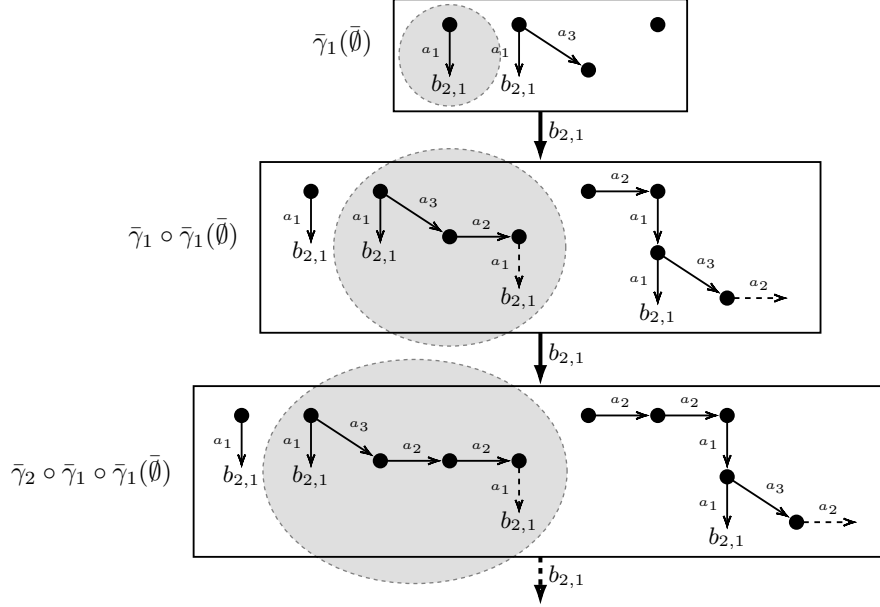 γ̄₁(∅̄)
a₁ a₁ a₃
b₂,₁ b₂,₁
b₂,₁
γ̄₁ ∘ γ̄₁(∅̄)
a₁ a₁ a₃ a₂ a₂ a₁
b₂,₁ b₂,₁ a₁ a₃ a₂
b₂,₁ a₁ b₂,₁
b₂,₁
γ̄₂ ∘ γ̄₁ ∘ γ̄₁(∅̄)
a₁ a₁ a₃ a₂ a₂ a₂ a₂ a₁
b₂,₁ b₂,₁ a₁ a₃ a₂
b₂,₁ a₁ b₂,₁
b₂,₁